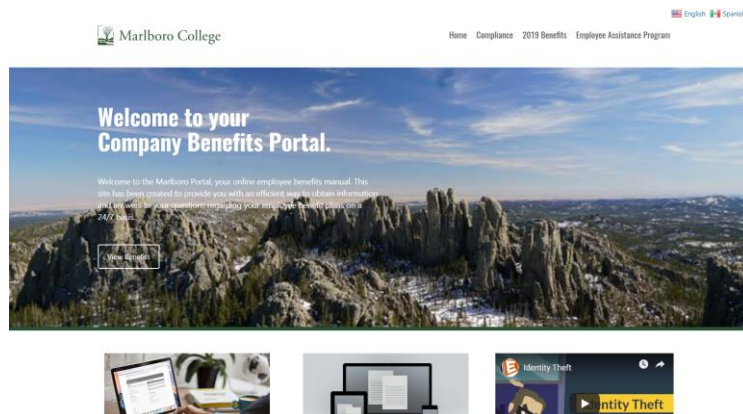 English Spanish
Marlboro College
Home Compliance 2019 Benefits Employee Assistance Program
Welcome to your
Company Benefits Portal.
Welcome to the Marlboro Portal, your online employee benefits manual. This
site has been created to provide you with an efficient way to obtain information
and answers to your questions regarding your employee benefit plans on a
24/7 basis.
View Benefits
Identity Theft
Identity Theft